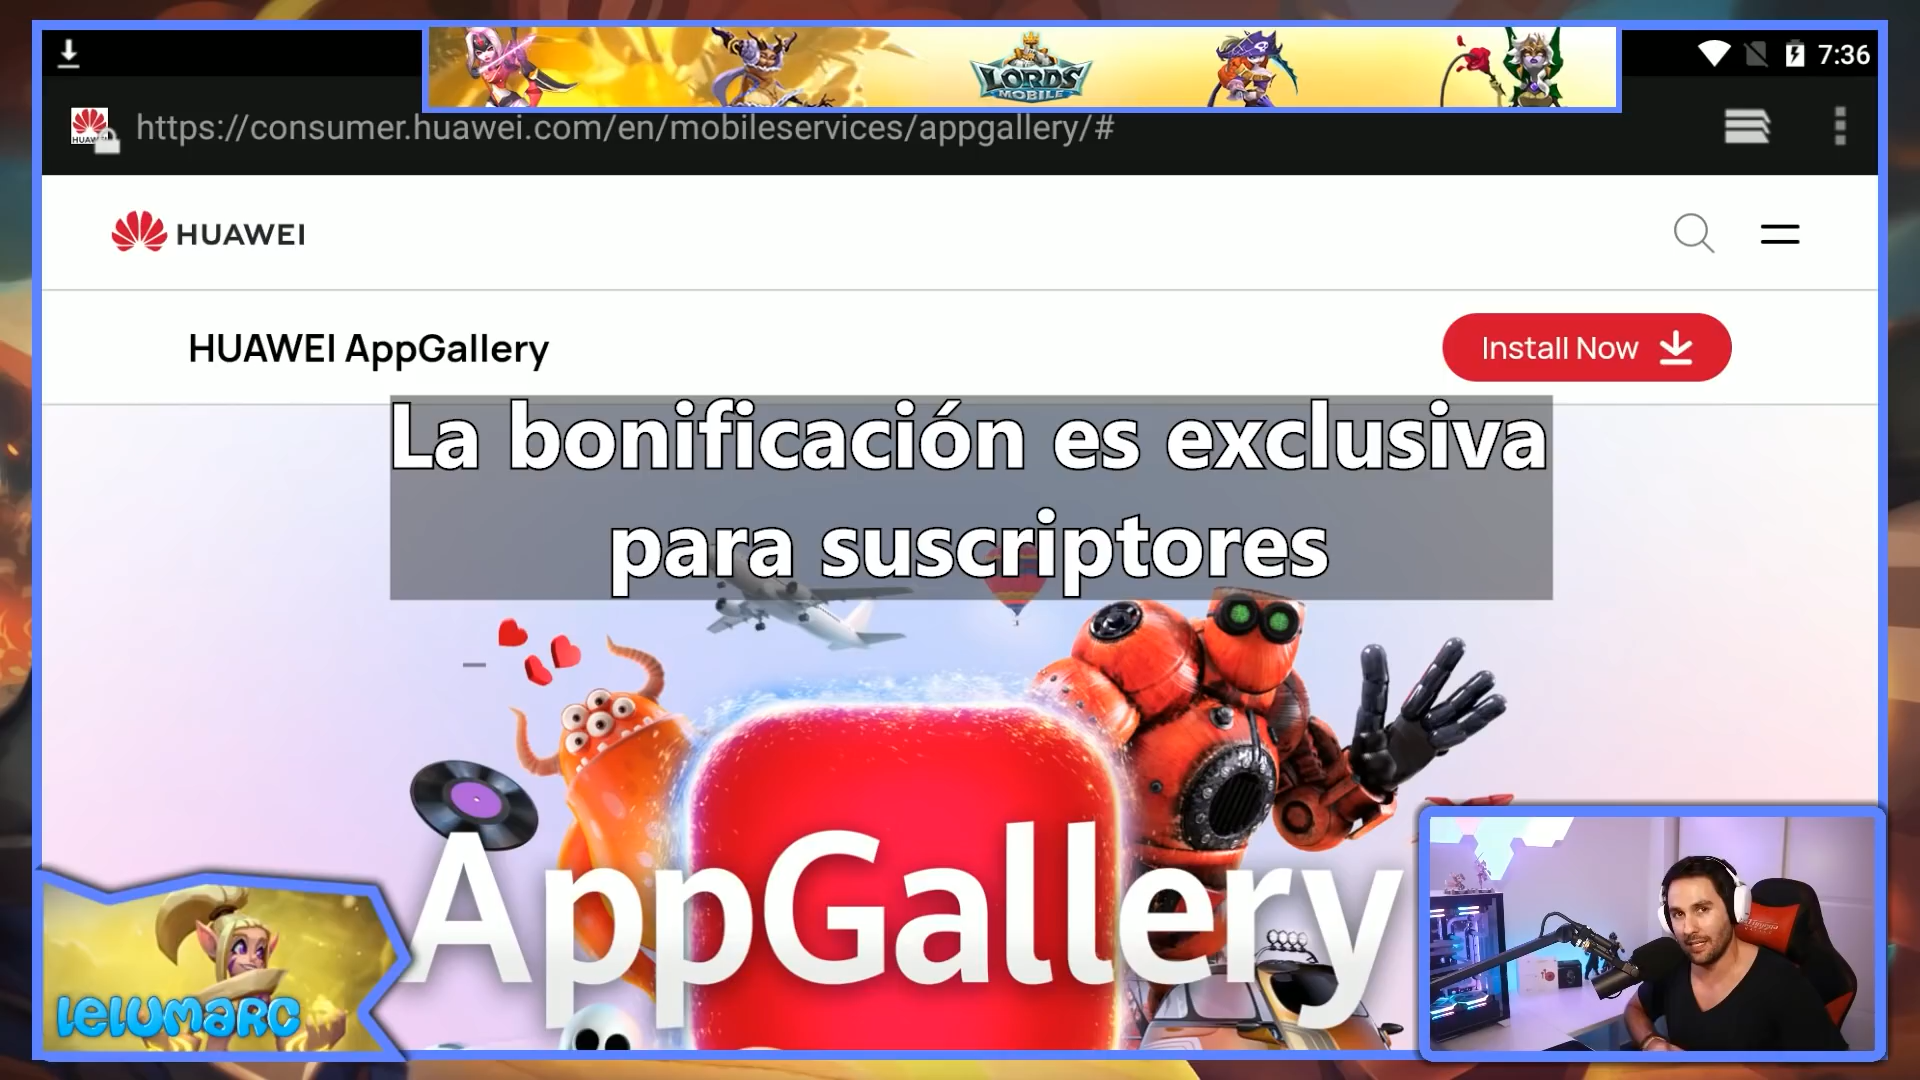 LORDS
MOBILE
7:36
HUAWEI
https://consumer.huawei.com/en/mobileservices/appgallery/#
HUAWEI
HUAWEI AppGallery
Install Now
La bonificación es exclusiva
para suscriptores
AppGallery
LELUMARC